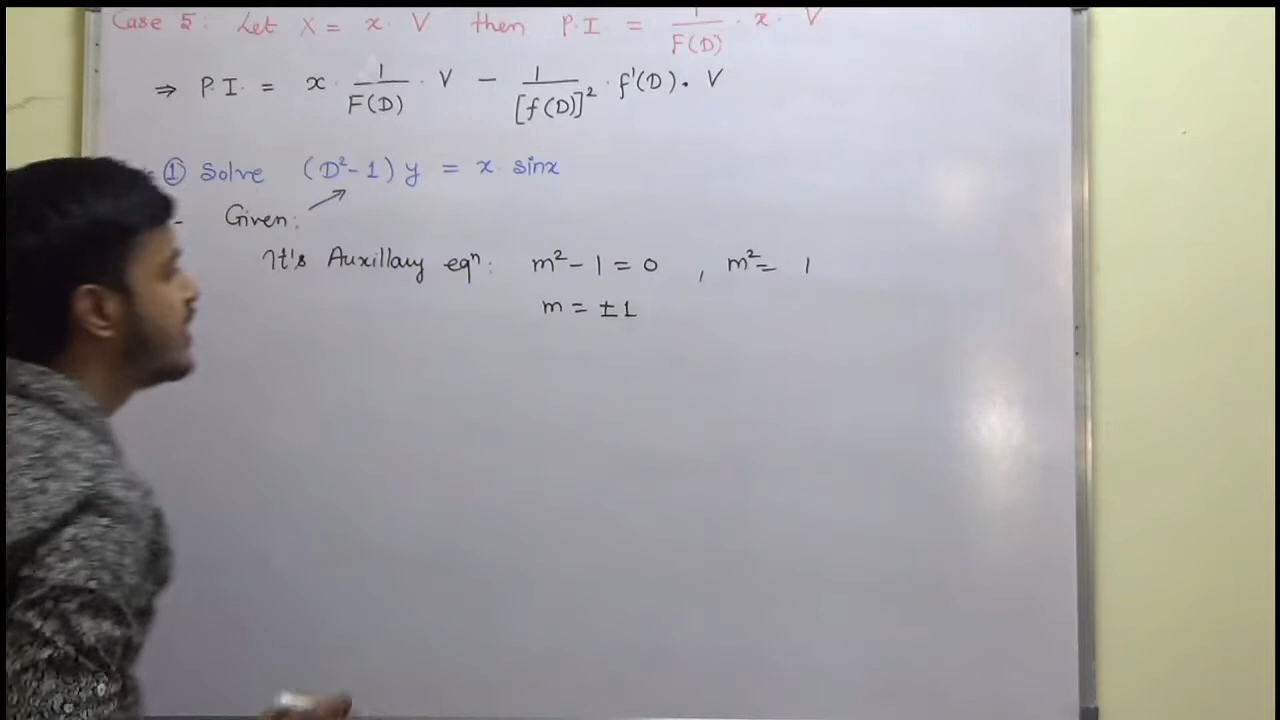 Case 5: Let X = x · V then P.I. = 1/F(D) · x · V
⇒ P.I. = x · 1/F(D) · V − 1/[f(D)]² · f'(D) · V
① Solve (D²-1) y = x · sinx
- Given:
It's Auxillary eqⁿ: m² - 1 = 0 , m² = 1
m = ±1